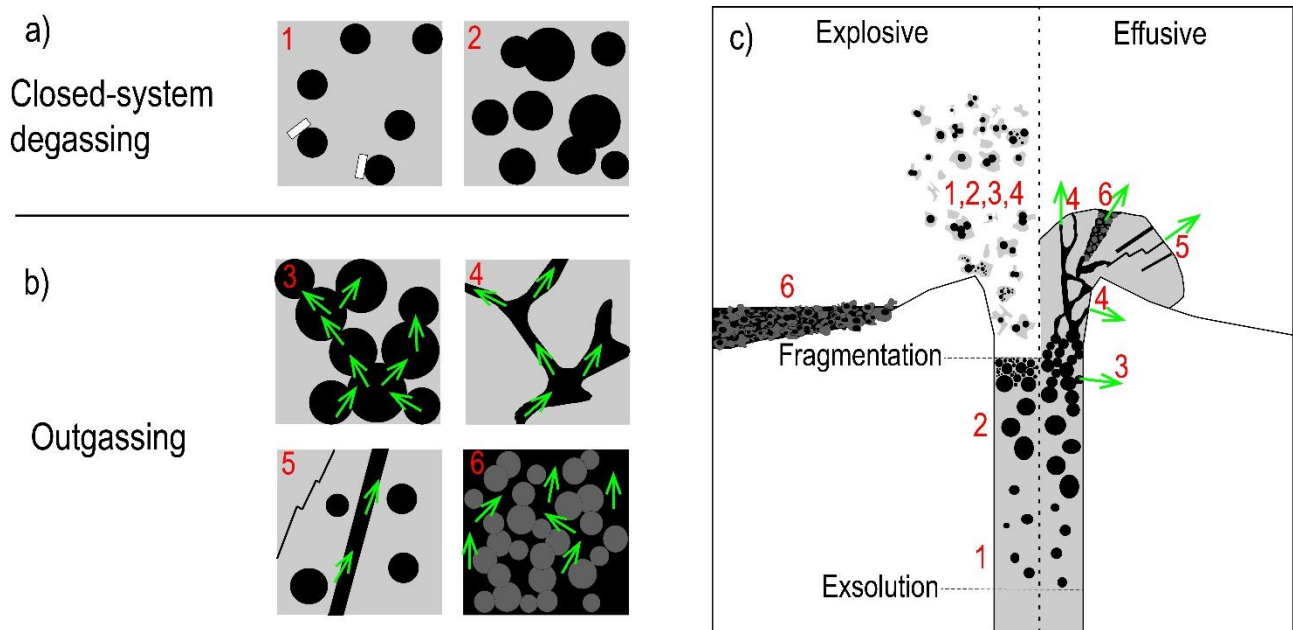 a)
Closed-system
degassing
1
2
b)
Outgassing
3
4
5
6
c)
Explosive
Effusive
1,2,3,4
4
6
5
6
4
Fragmentation
3
2
1
Exsolution